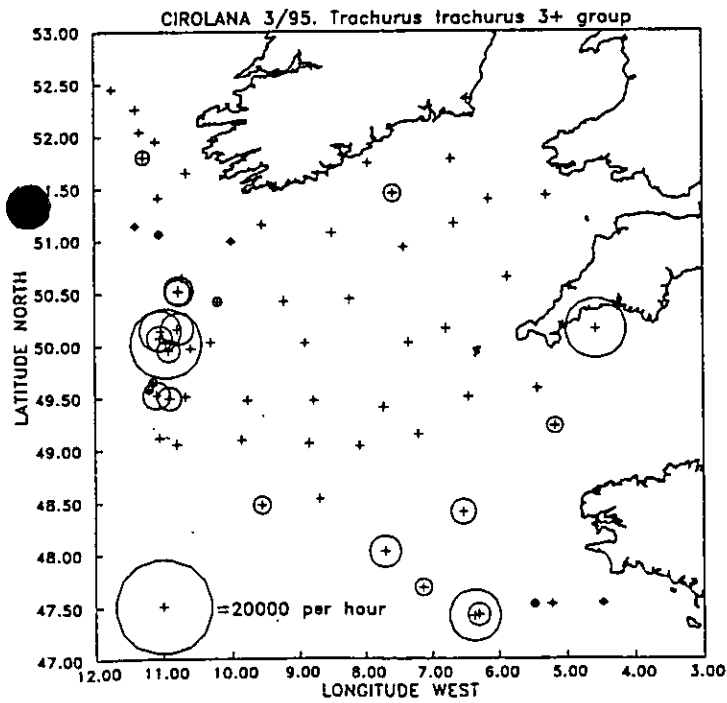 CIROLANA 3/95. Trachurus trachurus 3+ group
53.00
52.50
52.00
51.50
51.00
50.50
50.00
49.50
49.00
48.50
48.00
47.50
47.00
LATITUDE NORTH
=20000 per hour
12.00 11.00 10.00 9.00 8.00 7.00 6.00 5.00 4.00 3.00
LONGITUDE WEST